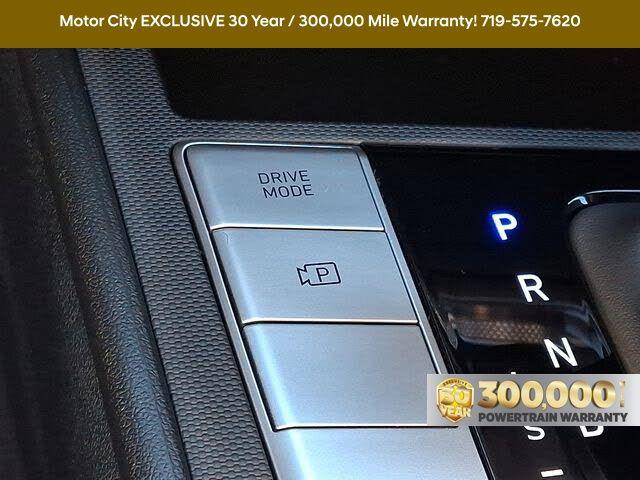 Motor City EXCLUSIVE 30 Year / 300,000 Mile Warranty! 719-575-7620
DRIVE
MODE
P
P
R
N
EXCLUSIVE
30
YEAR
300,000
POWERTRAIN WARRANTY
S
B